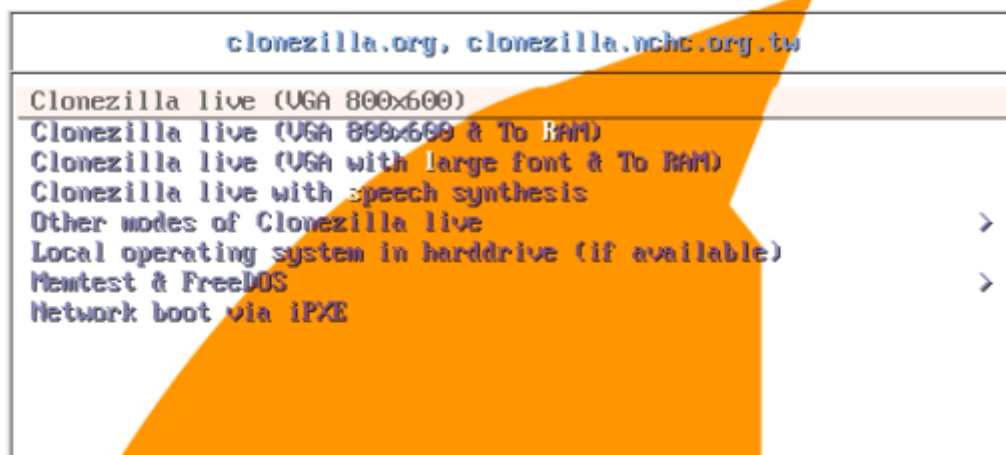 clonezilla.org, clonezilla.nchc.org.tw
Clonezilla live (VGA 800x600)
Clonezilla live (VGA 800x600 & To RAM)
Clonezilla live (VGA with large font & To RAM)
Clonezilla live with speech synthesis
Other modes of Clonezilla live >
Local operating system in harddrive (if available)
Memtest & FreeDOS >
Network boot via iPXE